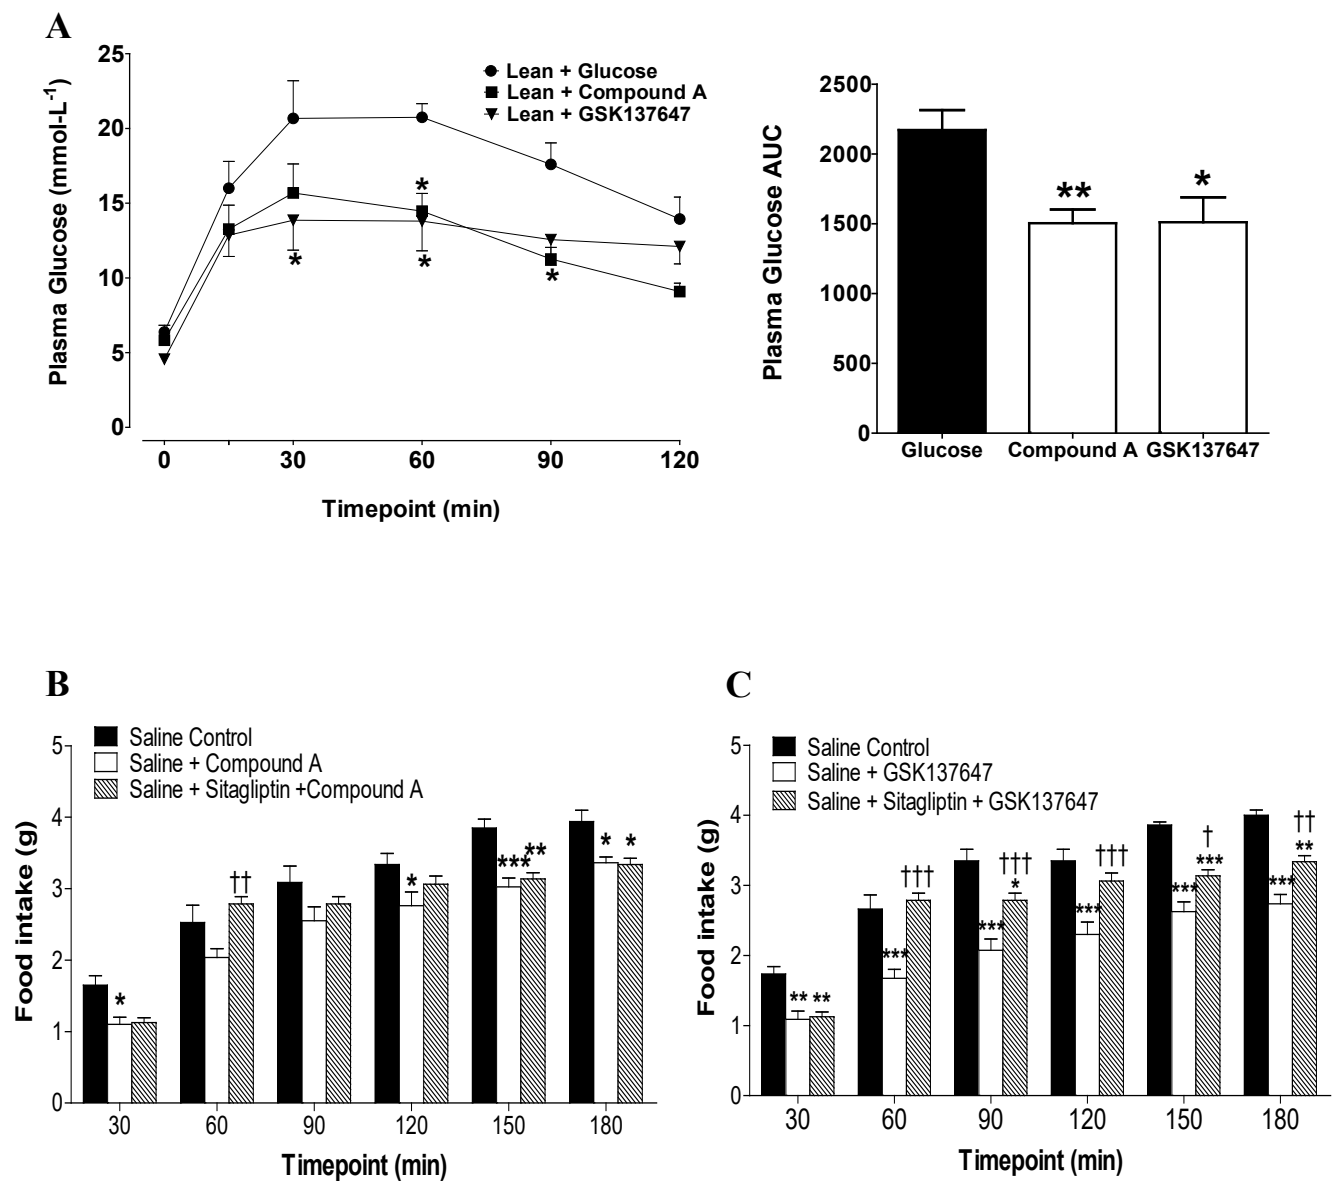 A
Plasma Glucose (mmol-L-1)
25
20
15
10
5
0
Lean + Glucose
Lean + Compound A
Lean + GSK137647
*
*
*
*
0 30 60 90 120
Timepoint (min)
Plasma Glucose AUC
2500
2000
1500
1000
500
0
**
*
Glucose Compound A GSK137647
B
Food intake (g)
5
4
3
2
1
0
Saline Control
Saline + Compound A
Saline + Sitagliptin +Compound A
*
††
*
***
**
*
*
30 60 90 120 150 180
Timepoint (min)
C
Food intake (g)
5
4
3
2
1
0
Saline Control
Saline + GSK137647
Saline + Sitagliptin + GSK137647
**
**
***
†††
***
†††
*
***
†††
***
†
***
***
††
**
30 60 90 120 150 180
Timepoint (min)